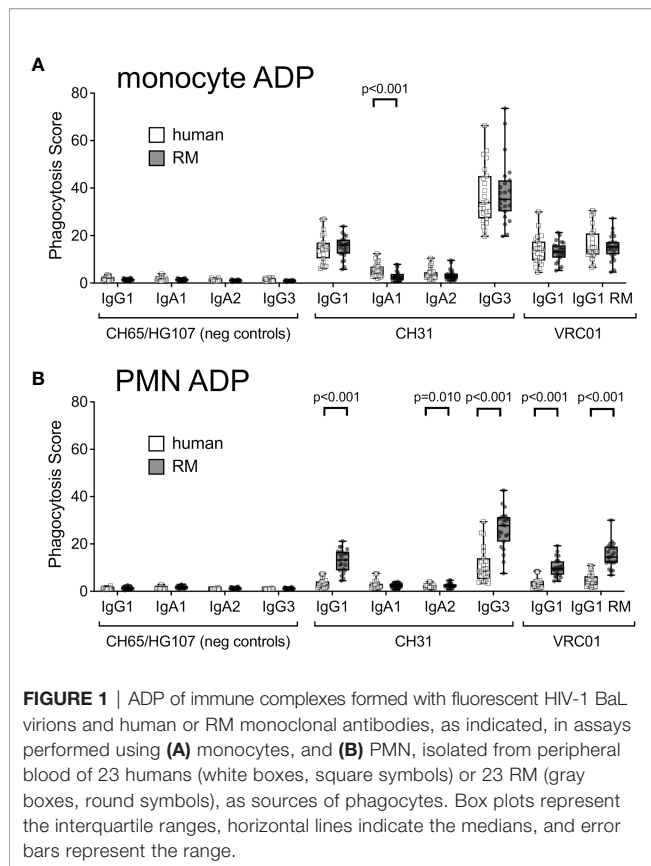 A
monocyte ADP
p<0.001
80
60
40
20
0
Phagocytosis Score
human
RM
IgG1 IgA1 IgA2 IgG3 IgG1 IgA1 IgA2 IgG3 IgG1 IgG1 RM
CH65/HG107 (neg controls) CH31 VRC01
B
PMN ADP
p<0.001 p=0.010 p<0.001 p<0.001 p<0.001
80
60
40
20
0
Phagocytosis Score
human
RM
IgG1 IgA1 IgA2 IgG3 IgG1 IgA1 IgA2 IgG3 IgG1 IgG1 RM
CH65/HG107 (neg controls) CH31 VRC01
FIGURE 1 | ADP of immune complexes formed with fluorescent HIV-1 BaL
virions and human or RM monoclonal antibodies, as indicated, in assays
performed using (A) monocytes, and (B) PMN, isolated from peripheral
blood of 23 humans (white boxes, square symbols) or 23 RM (gray
boxes, round symbols), as sources of phagocytes. Box plots represent
the interquartile ranges, horizontal lines indicate the medians, and error
bars represent the range.